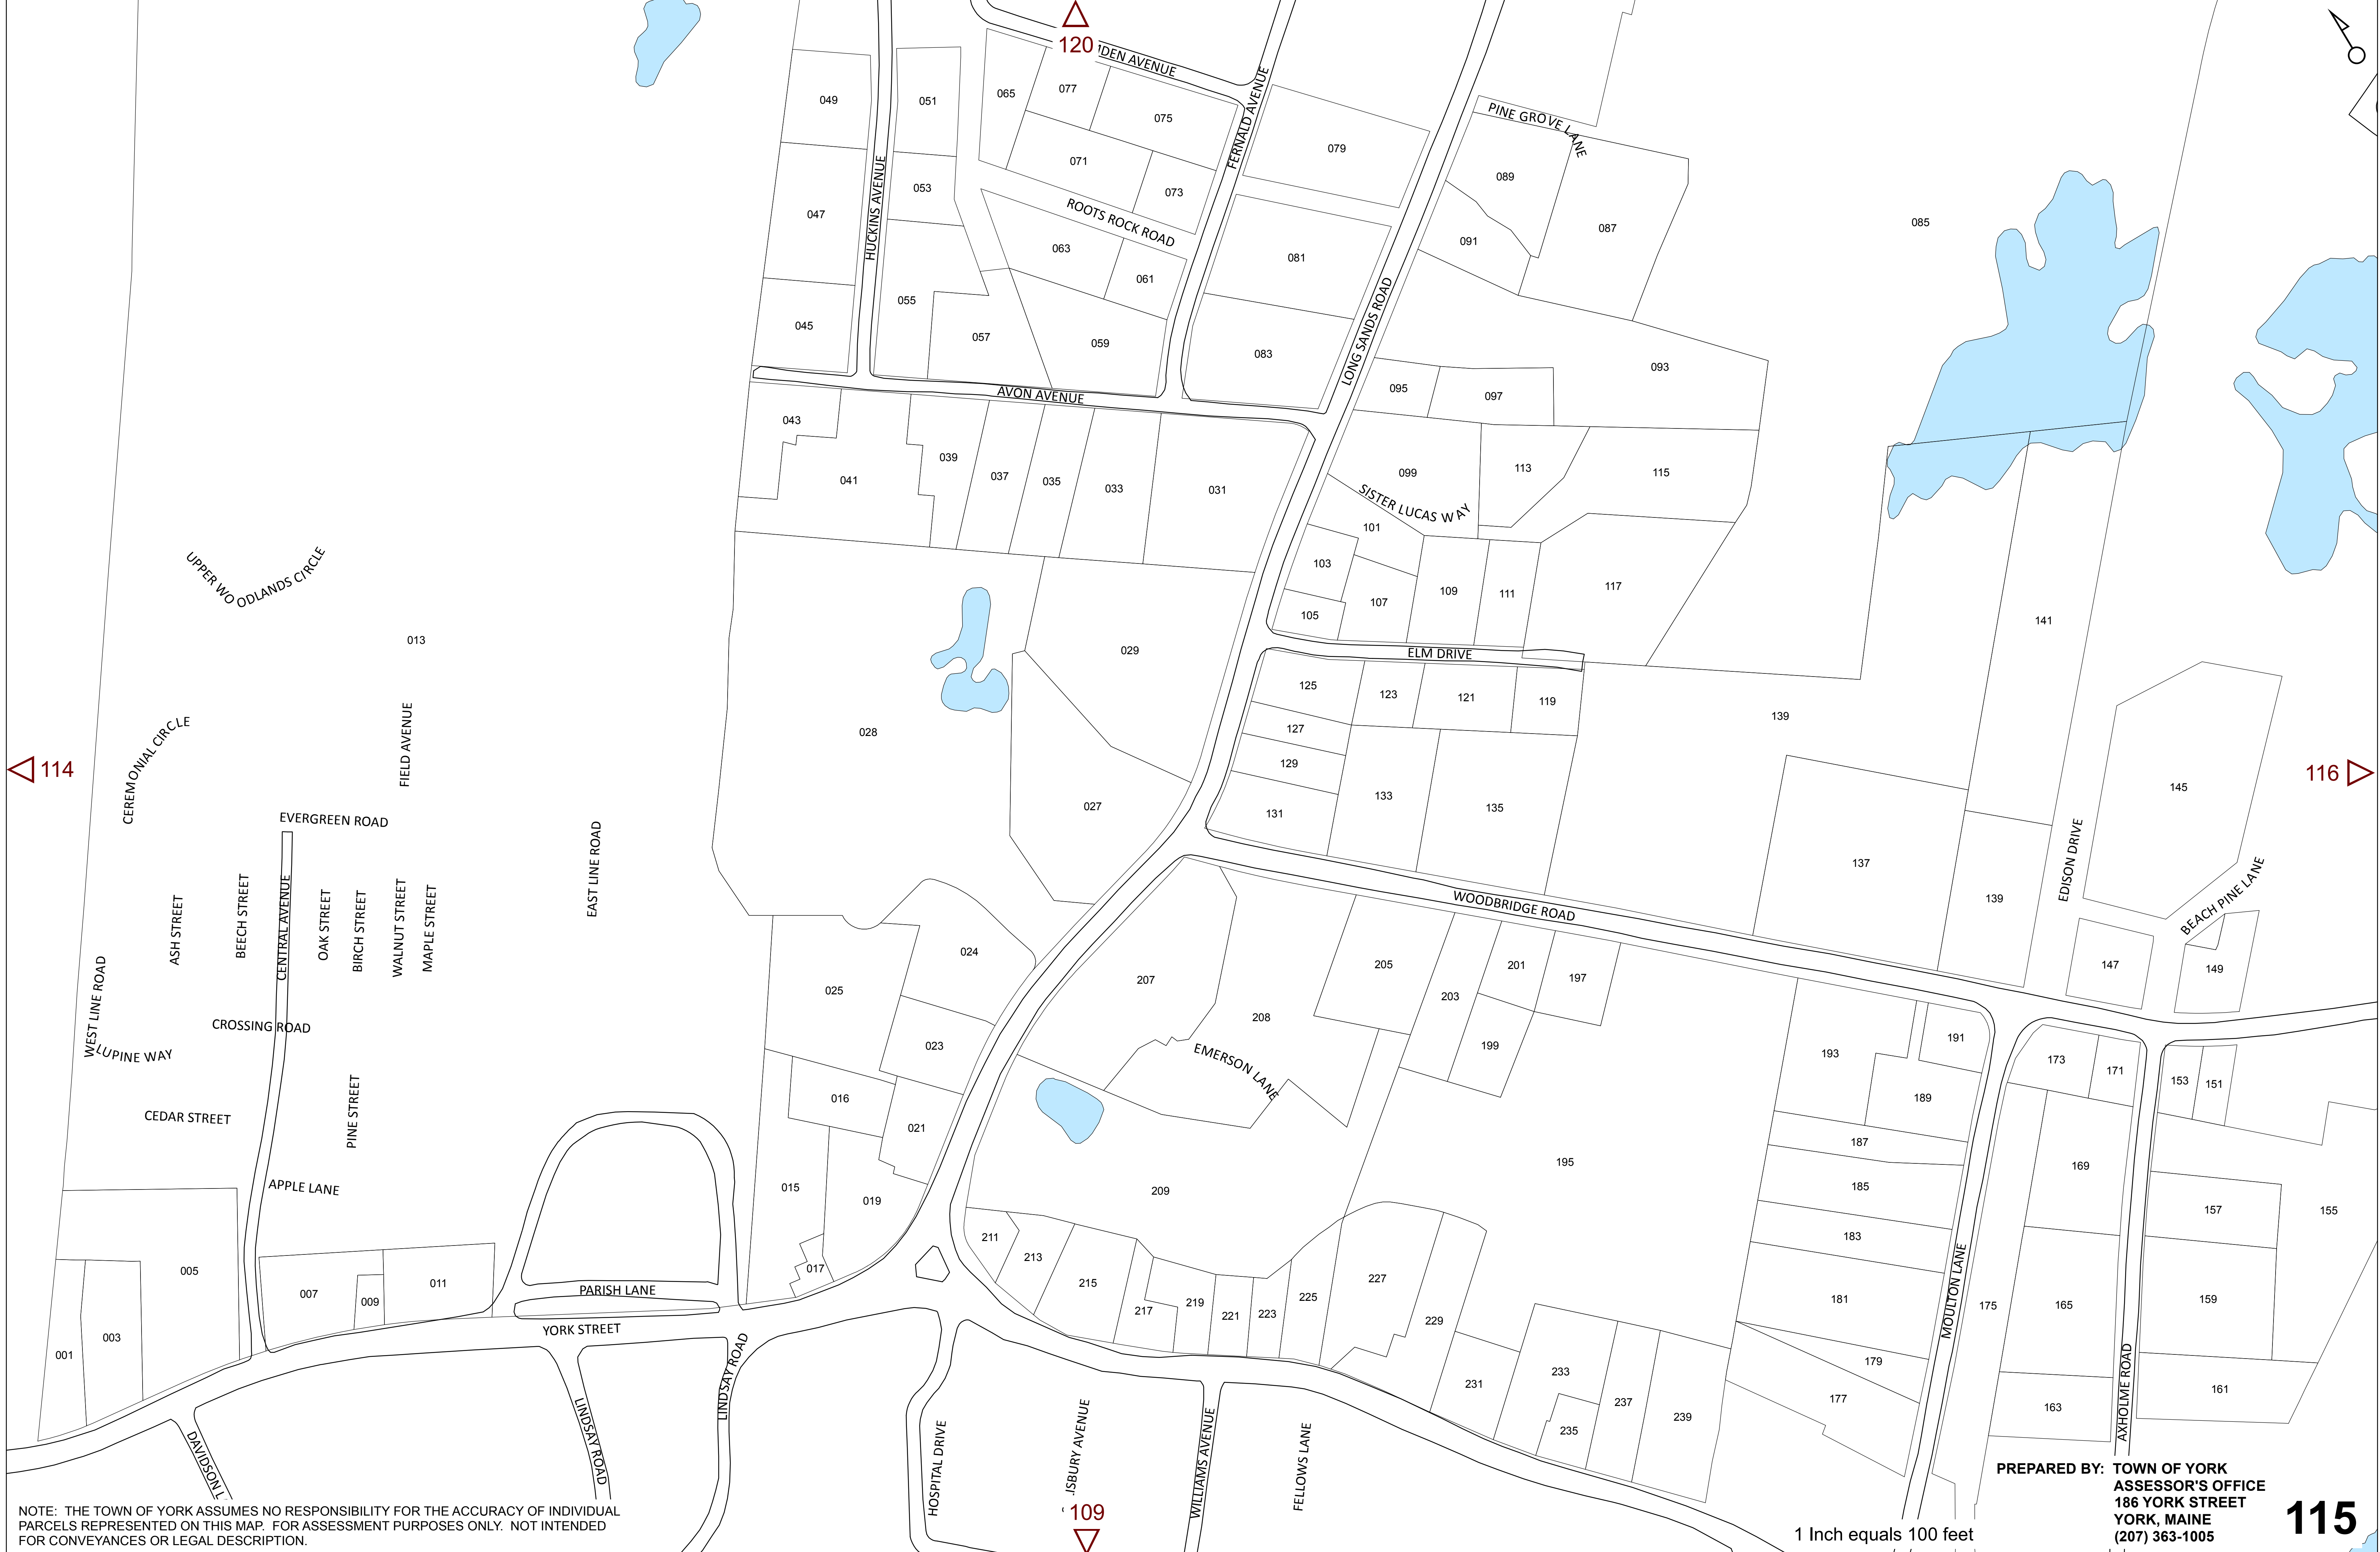 120
DEN AVENUE
049
051
065
077
075
071
073
053
047
045
055
057
059
061
063
HUCKINS AVENUE
ROOTS ROCK ROAD
FERNALD AVENUE
079
081
083
PINE GROVE LANE
089
087
091
085
LONG SANDS ROAD
093
095
097
AVON AVENUE
043
041
039
037
035
033
031
099
113
115
SISTER LUCAS WAY
101
103
105
107
109
111
117
141
UPPER WOODLANDS CIRCLE
013
029
028
027
ELM DRIVE
125
123
121
119
127
129
131
133
135
139
137
139
145
EDISON DRIVE
BEACH PINE LANE
147
149
114
116
CEREMONIAL CIRCLE
FIELD AVENUE
EVERGREEN ROAD
EAST LINE ROAD
ASH STREET
BEECH STREET
CENTRAL AVENUE
OAK STREET
BIRCH STREET
WALNUT STREET
MAPLE STREET
WEST LINE ROAD
CROSSING ROAD
LUPINE WAY
CEDAR STREET
PINE STREET
APPLE LANE
WOODBRIDGE ROAD
024
025
023
016
021
015
019
017
207
208
205
203
201
197
199
EMERSON LANE
209
195
193
191
189
187
185
183
181
179
177
173
171
153
151
169
157
155
175
165
159
163
161
MOULTON LANE
AXHOLME ROAD
001
003
005
007
009
011
PARISH LANE
YORK STREET
211
213
215
217
219
221
223
225
227
229
231
233
235
237
239
DAVIDSON L
LINDSAY ROAD
LINDSAY ROAD
HOSPITAL DRIVE
ISBURY AVENUE
WILLIAMS AVENUE
FELLOWS LANE
109
NOTE: THE TOWN OF YORK ASSUMES NO RESPONSIBILITY FOR THE ACCURACY OF INDIVIDUAL
PARCELS REPRESENTED ON THIS MAP. FOR ASSESSMENT PURPOSES ONLY. NOT INTENDED
FOR CONVEYANCES OR LEGAL DESCRIPTION.
1 Inch equals 100 feet
PREPARED BY: TOWN OF YORK
ASSESSOR'S OFFICE
186 YORK STREET
YORK, MAINE
(207) 363-1005
115